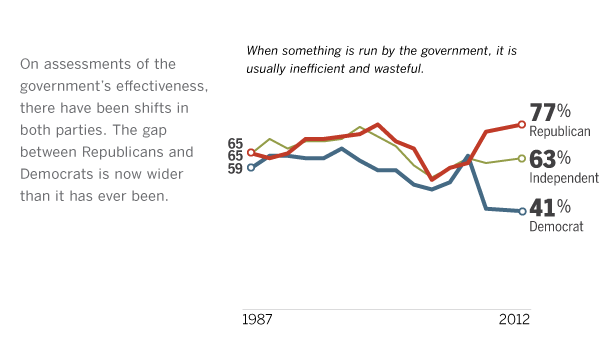 On assessments of the
government's effectiveness,
there have been shifts in
both parties. The gap
between Republicans and
Democrats is now wider
than it has ever been.
When something is run by the government, it is
usually inefficient and wasteful.
65
65
59
77%
Republican
63%
Independent
41%
Democrat
1987
2012